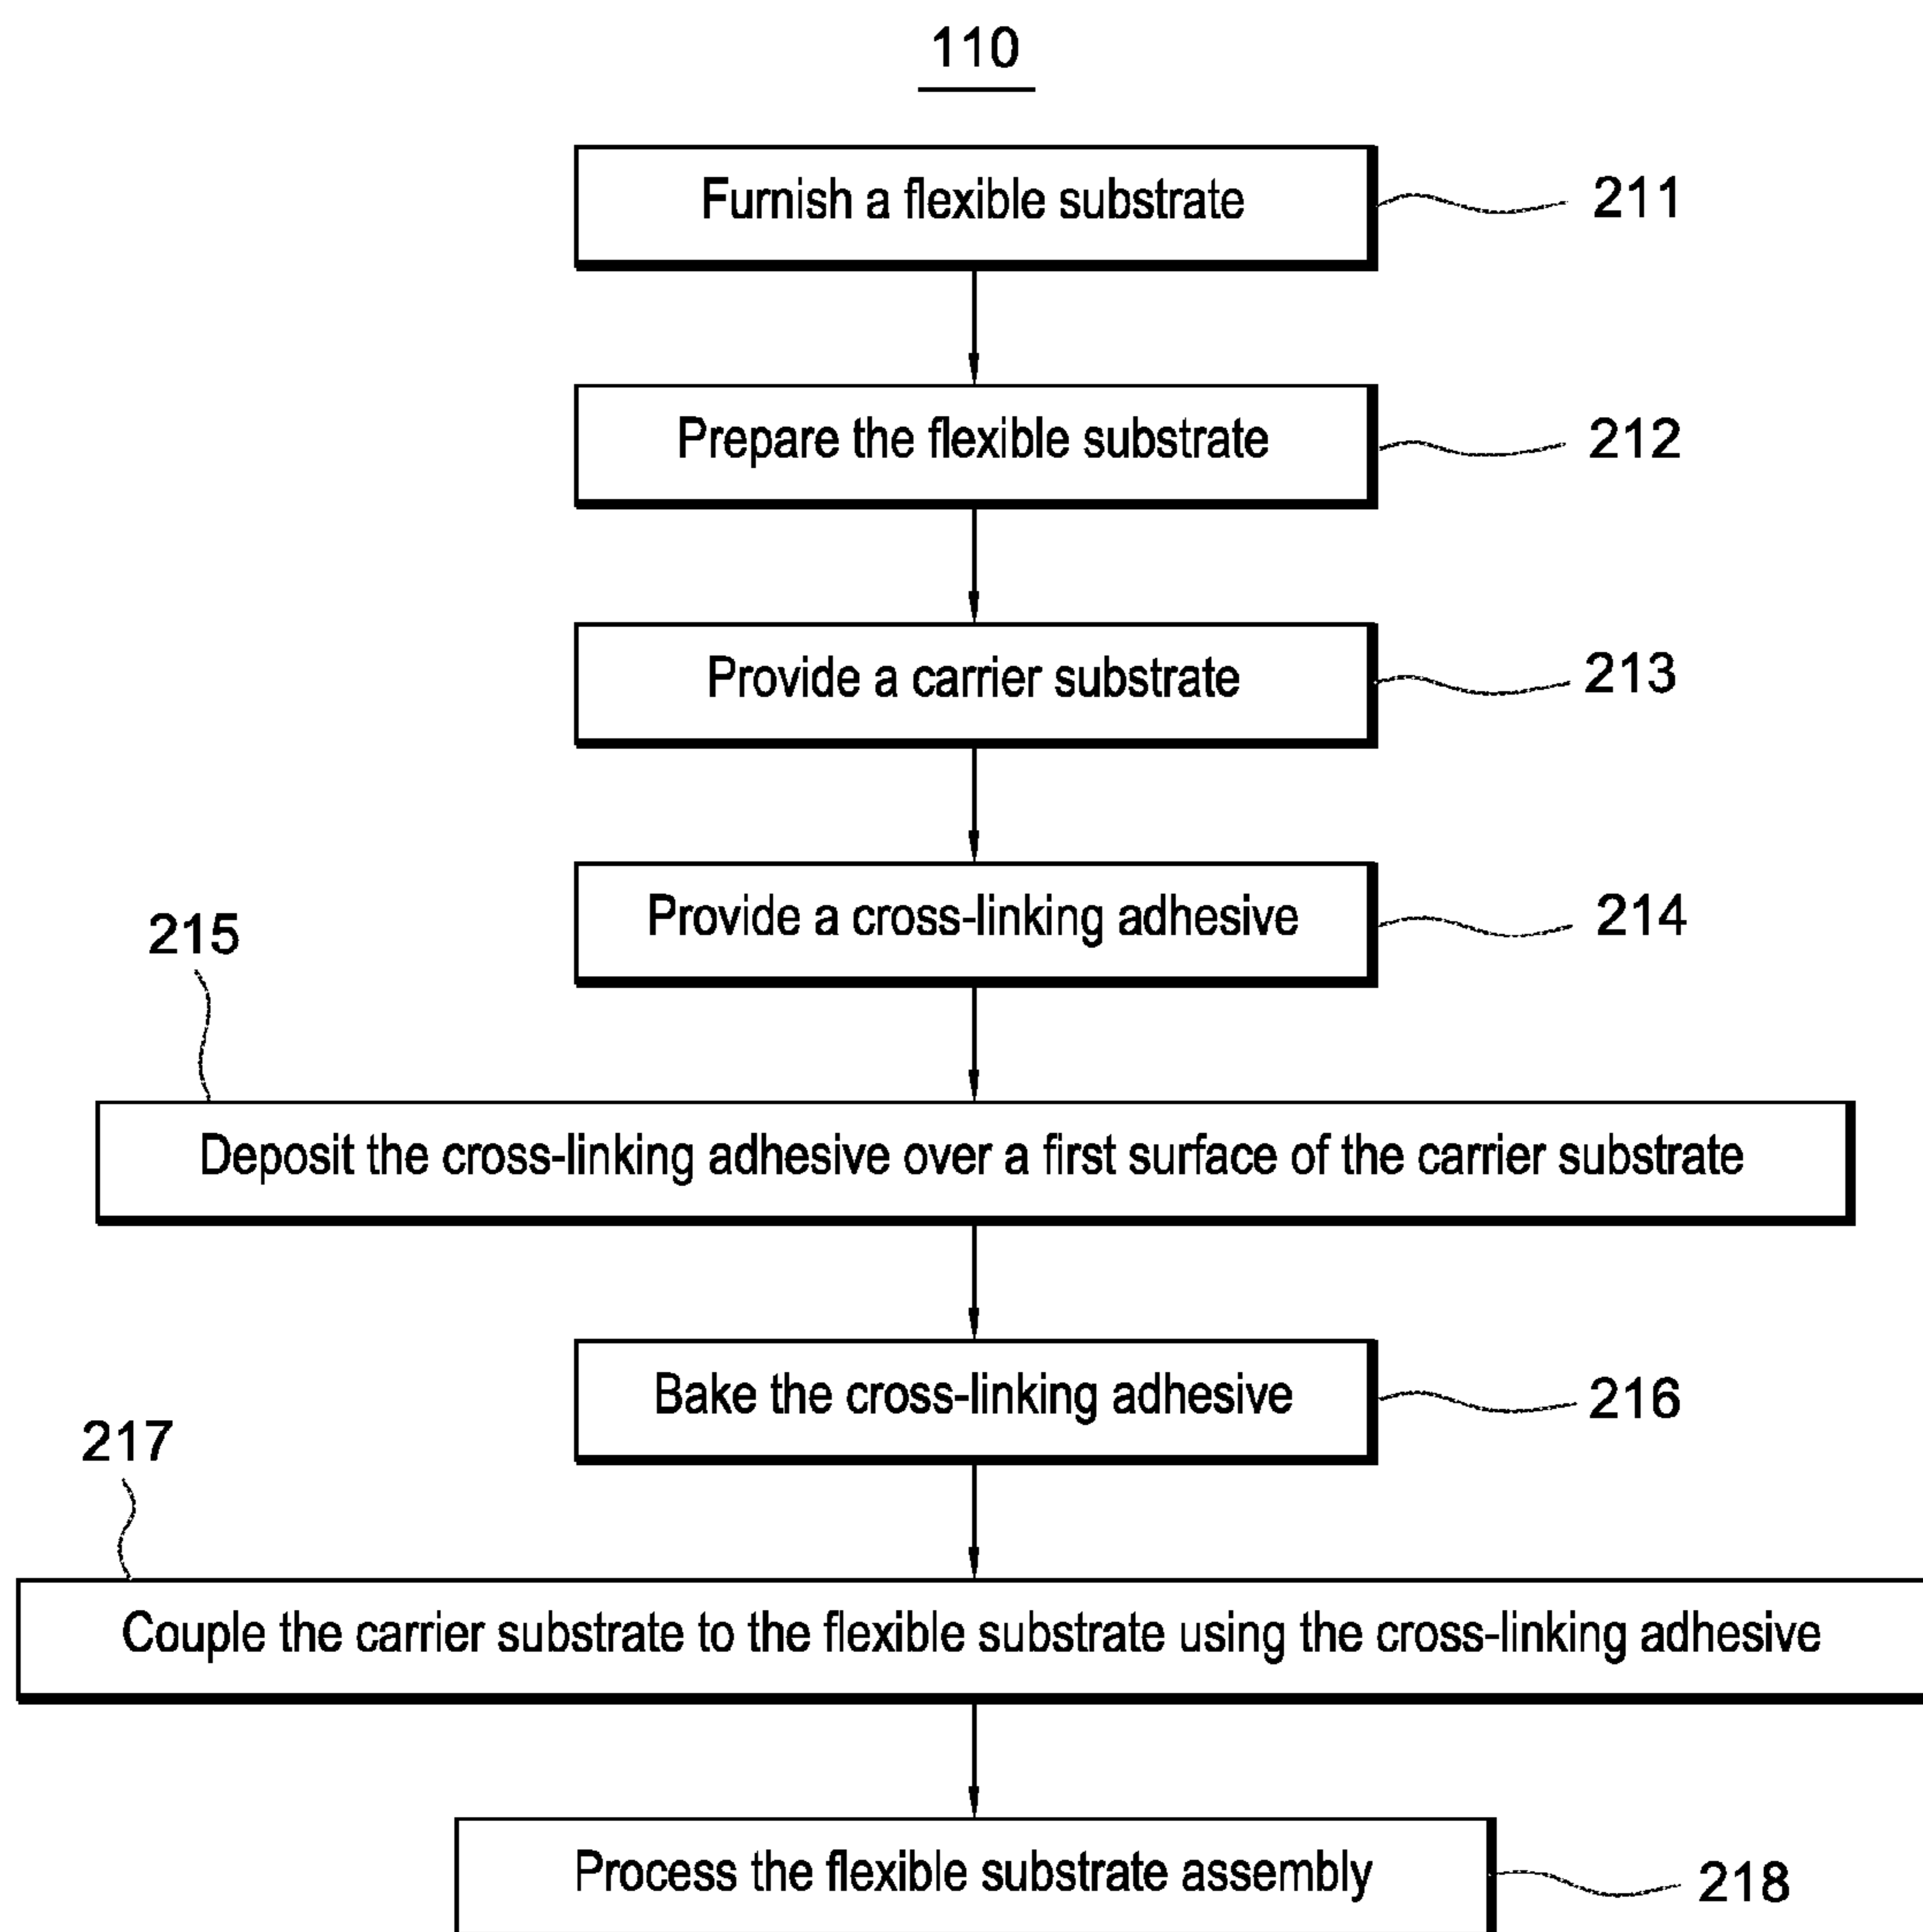 110
Furnish a flexible substrate
211
Prepare the flexible substrate
212
Provide a carrier substrate
213
Provide a cross-linking adhesive
214
215
Deposit the cross-linking adhesive over a first surface of the carrier substrate
Bake the cross-linking adhesive
216
217
Couple the carrier substrate to the flexible substrate using the cross-linking adhesive
Process the flexible substrate assembly
218